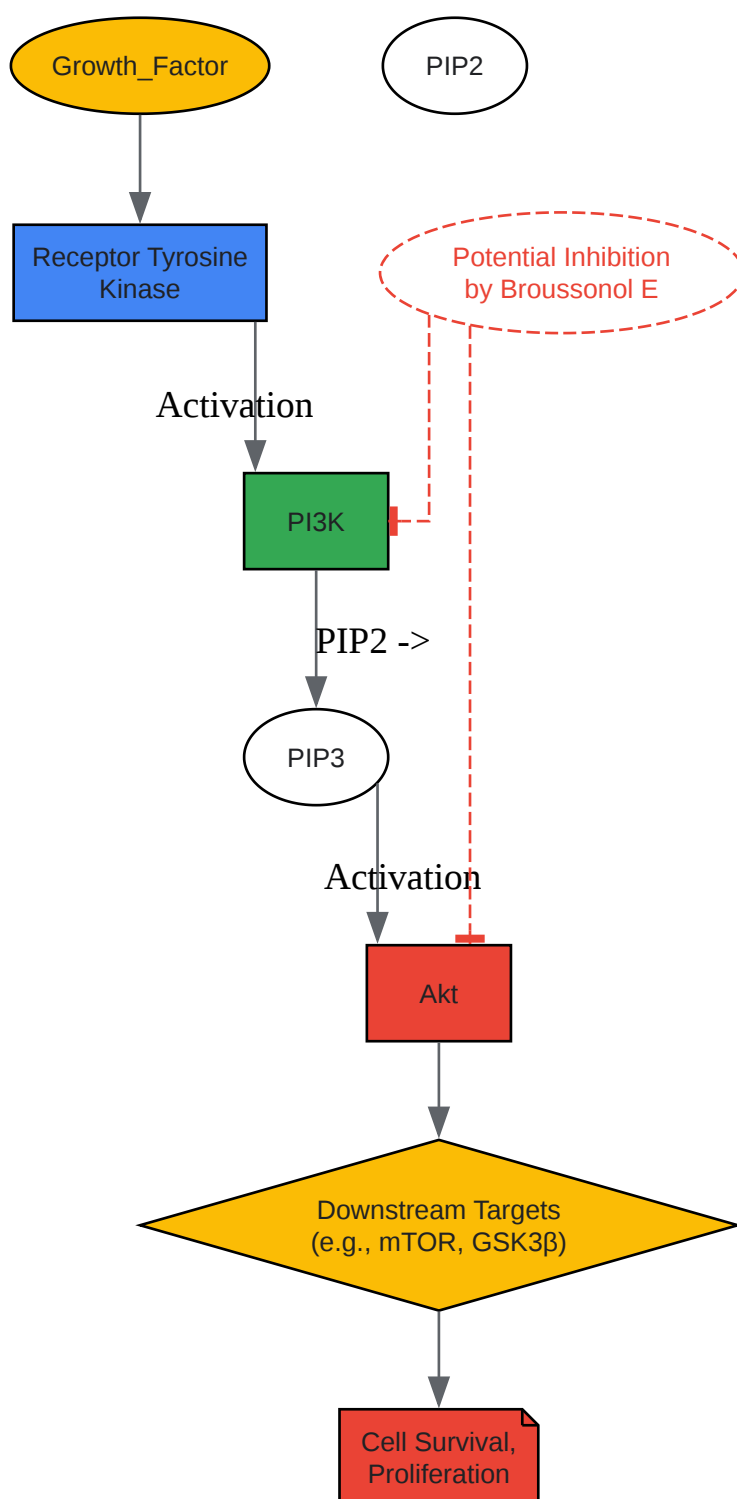 Growth_Factor
PIP2
Receptor Tyrosine
Kinase
Potential Inhibition
by Broussonol E
Activation
PI3K
PIP2 ->
PIP3
Activation
Akt
Downstream Targets
(e.g., mTOR, GSK3β)
Cell Survival,
Proliferation